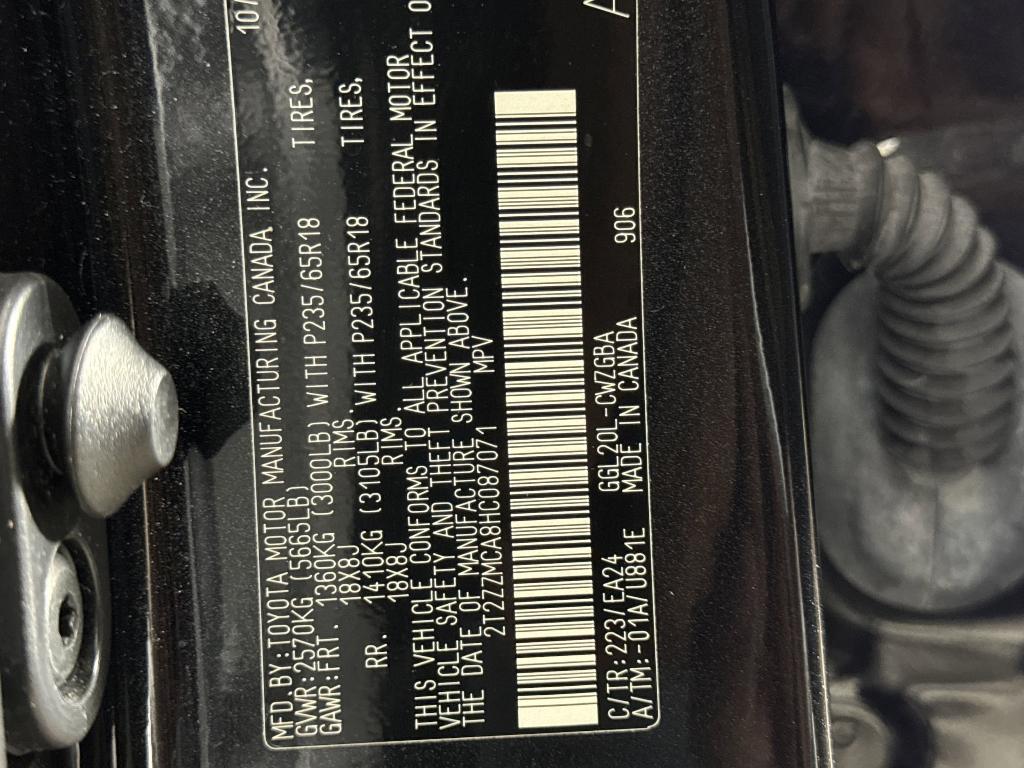 MFD.BY:TOYOTA MOTOR MANUFACTURING CANADA INC. 10/
GVWR:2570KG (5665LB)
GAWR:FRT. 1360KG (3000LB) WITH P235/65R18 TIRES,
18X8J RIMS.
RR. 1410KG (3105LB) WITH P235/65R18 TIRES,
18X8J RIMS.
THIS VEHICLE CONFORMS TO ALL APPLICABLE FEDERAL MOTOR
VEHICLE SAFETY AND THEFT PREVENTION STANDARDS IN EFFECT O
THE DATE OF MANUFACTURE SHOWN ABOVE.
2T2ZZMCA8HC087071 MPV
C/TR:223/EA24 GGL20L-CWZGBA
A/TM:-01A/U881E MADE IN CANADA 906